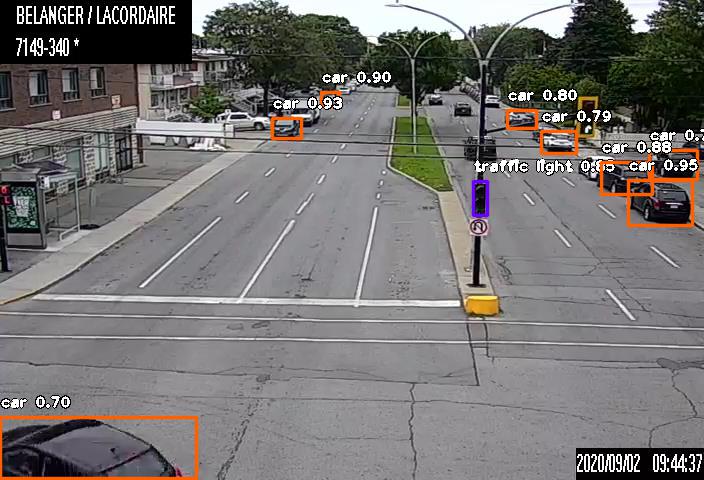 BELANGER / LACORDAIRE
7149-340 *
car 0.90
car 0.93
car 0.80
car 0.79
car 0.88
car 0.95
traffic light
car 0.70
2020/09/02 09:44:37